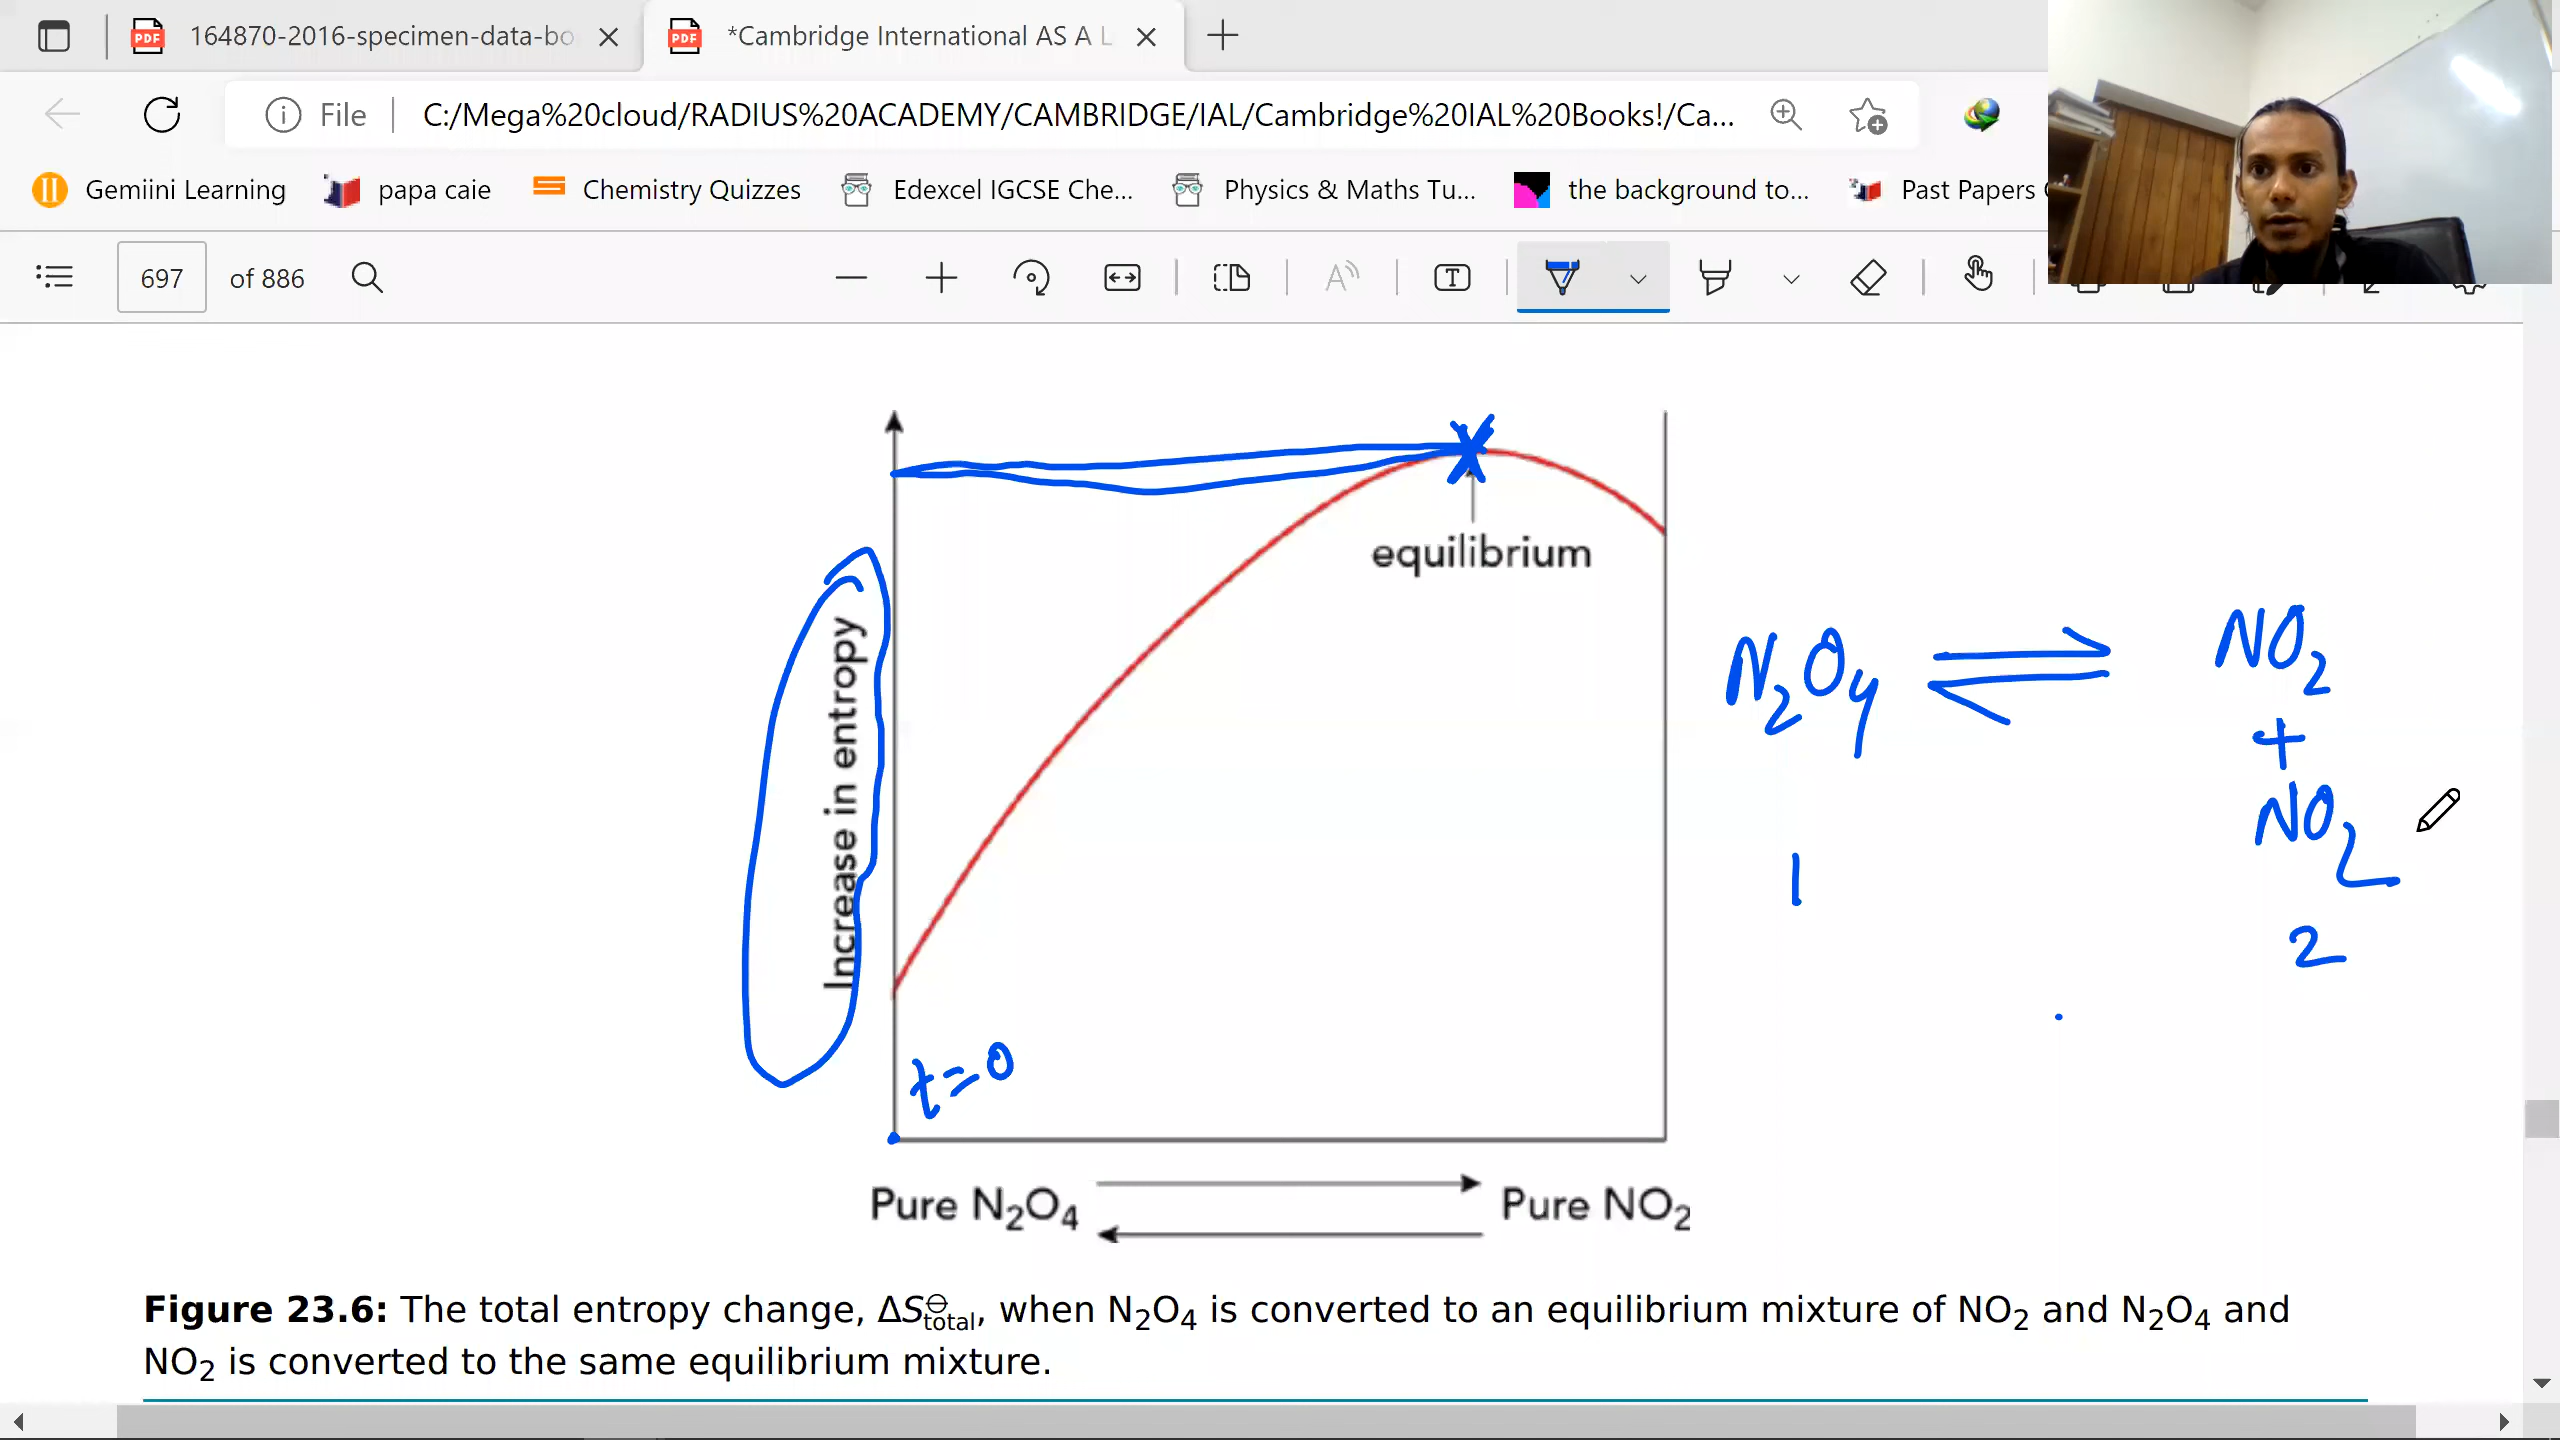 164870-2016-specimen-data-bo
*Cambridge International AS A L
File
C:/Mega%20cloud/RADIUS%20ACADEMY/CAMBRIDGE/IAL/Cambridge%20IAL%20Books!/Ca...
Gemiini Learning
papa caie
Chemistry Quizzes
Edexcel IGCSE Che...
Physics & Maths Tu...
the background to...
Past Papers
697 of 886
Increase in entropy
equilibrium
N₂O₄ ⇌ NO₂
+
NO₂
1
2
t=0
Pure N₂O₄
Pure NO₂
Figure 23.6: The total entropy change, ΔS⦵total, when N₂O₄ is converted to an equilibrium mixture of NO₂ and N₂O₄ and
NO₂ is converted to the same equilibrium mixture.